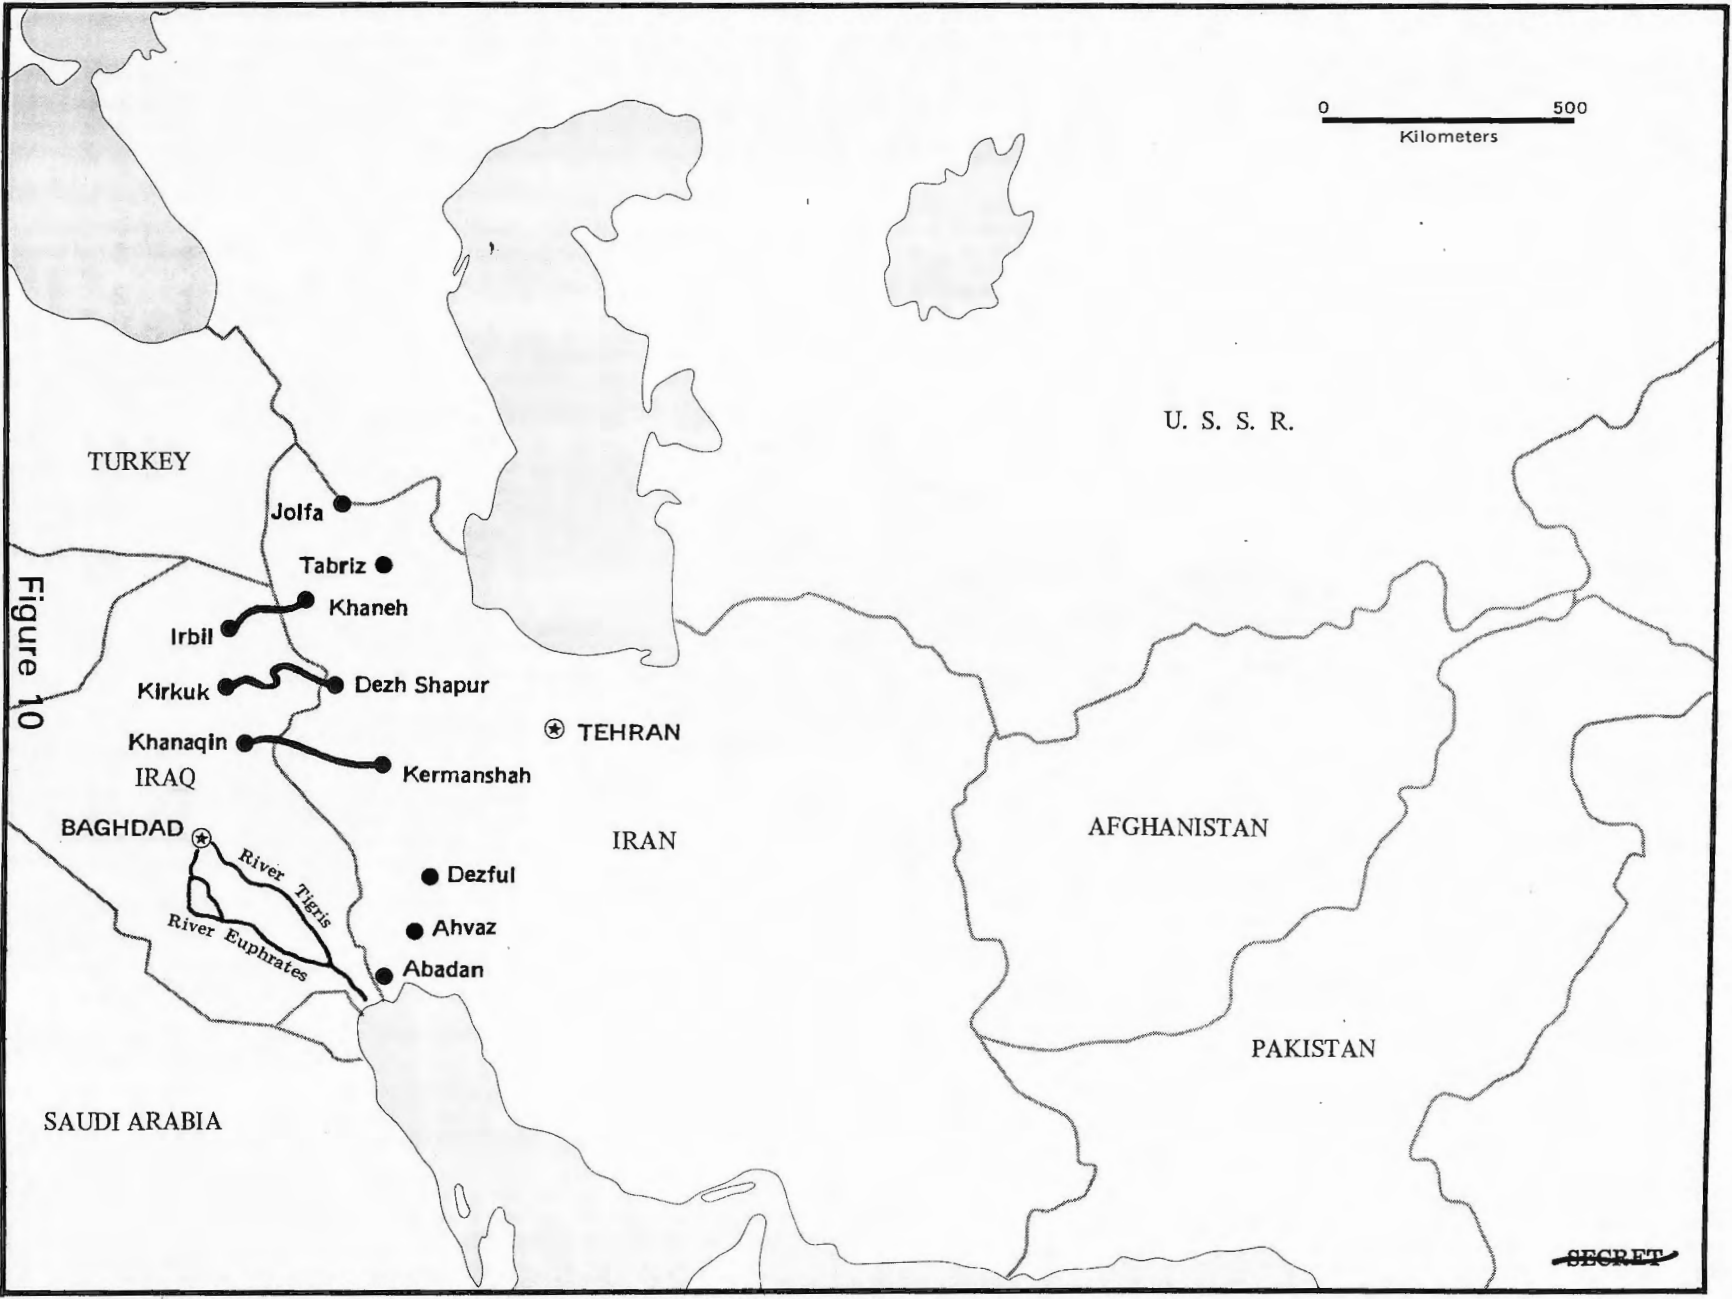 0 500
Kilometers
U. S. S. R.
TURKEY
Jolfa
Tabriz
Khaneh
Irbil
Kirkuk
Dezh Shapur
TEHRAN
Khanaqin
Kermanshah
IRAQ
BAGHDAD
IRAN
AFGHANISTAN
River Tigris
River Euphrates
Dezful
Ahvaz
Abadan
PAKISTAN
SAUDI ARABIA
Figure 10
SECRET